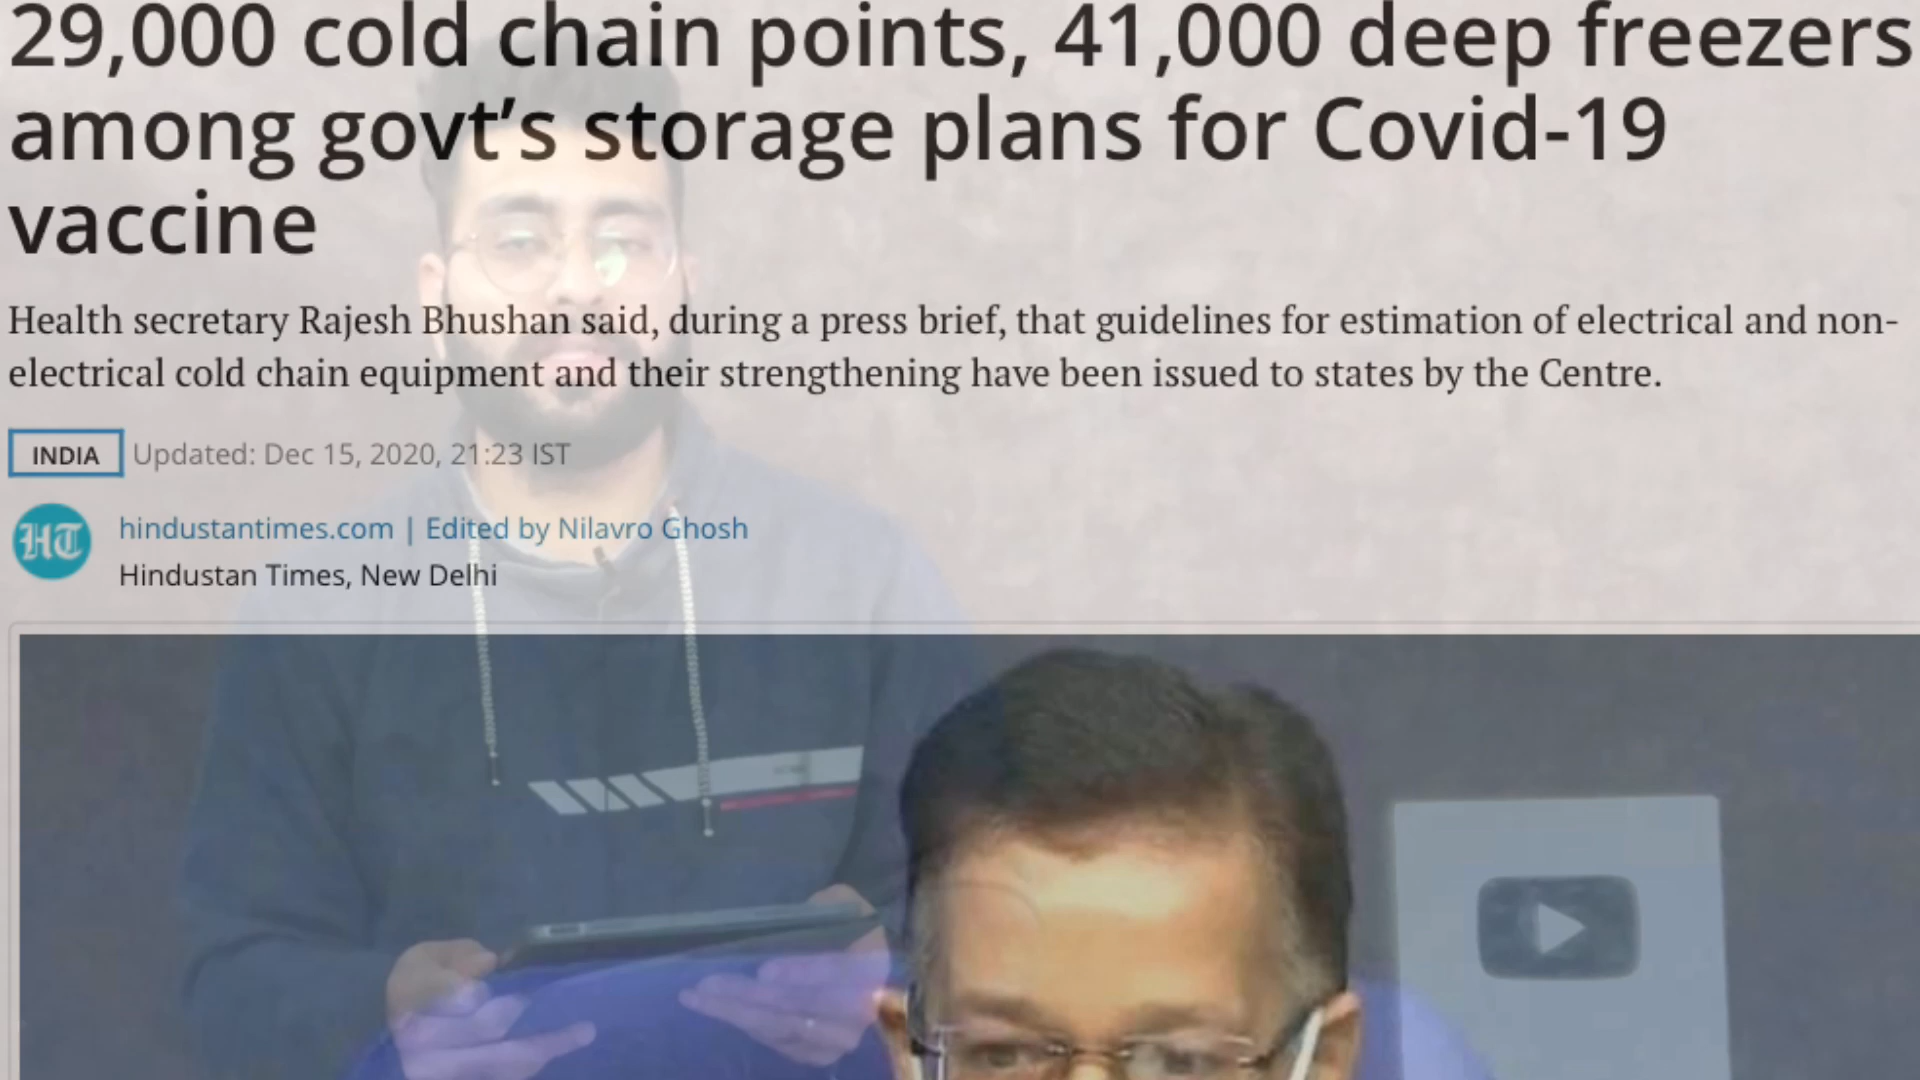 29,000 cold chain points, 41,000 deep freezers
among govt’s storage plans for Covid-19
vaccine
Health secretary Rajesh Bhushan said, during a press brief, that guidelines for estimation of electrical and non-
electrical cold chain equipment and their strengthening have been issued to states by the Centre.
INDIA Updated: Dec 15, 2020, 21:23 IST
HT
hindustantimes.com | Edited by Nilavro Ghosh
Hindustan Times, New Delhi